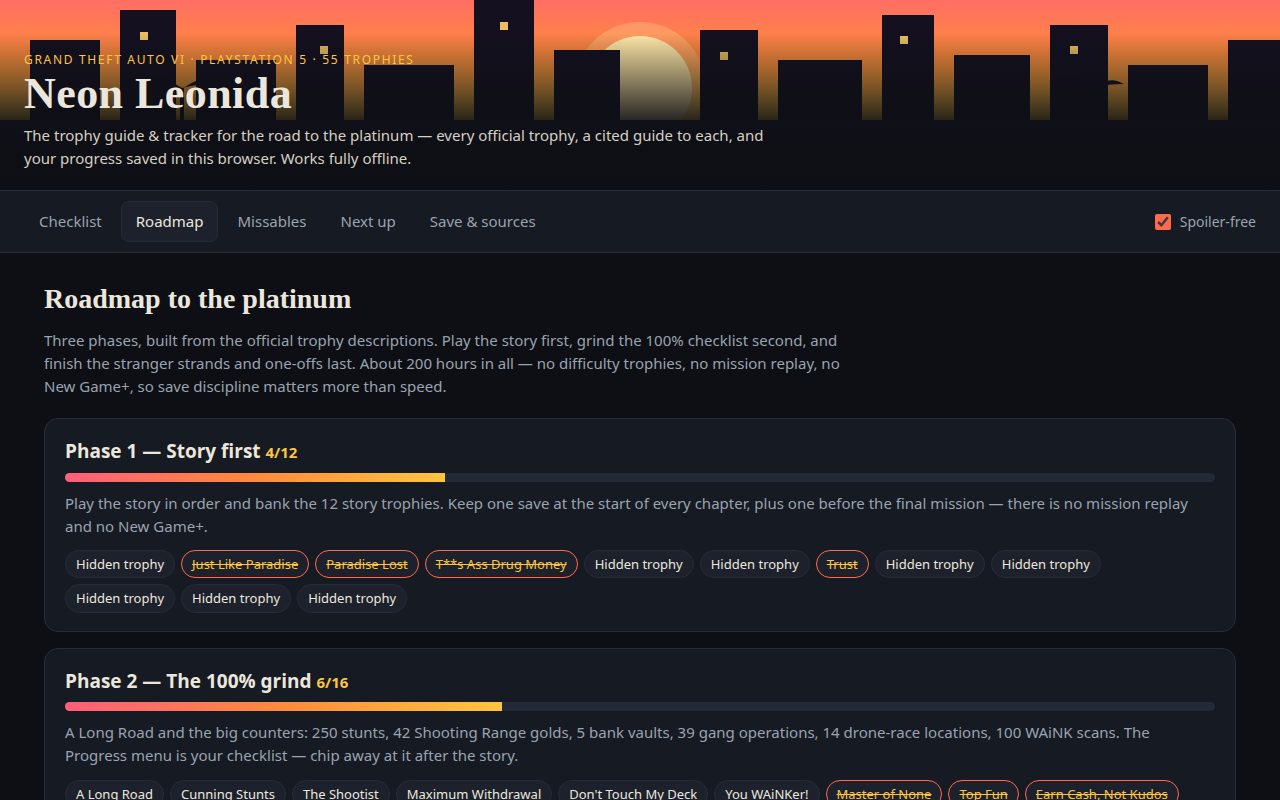 GRAND THEFT AUTO VI · PLAYSTATION 5 · 55 TROPHIES
Neon Leonida
The trophy guide & tracker for the road to the platinum — every official trophy, a cited guide to each, and
your progress saved in this browser. Works fully offline.
Checklist Roadmap Missables Next up Save & sources Spoiler-free
Roadmap to the platinum
Three phases, built from the official trophy descriptions. Play the story first, grind the 100% checklist second, and
finish the stranger strands and one-offs last. About 200 hours in all — no difficulty trophies, no mission replay, no
New Game+, so save discipline matters more than speed.
Phase 1 — Story first 4/12
Play the story in order and bank the 12 story trophies. Keep one save at the start of every chapter, plus one before the final mission — there is no mission replay
and no New Game+.
Hidden trophy Just Like Paradise Paradise Lost T**s Ass Drug Money Hidden trophy Hidden trophy Trust Hidden trophy Hidden trophy
Hidden trophy Hidden trophy Hidden trophy
Phase 2 — The 100% grind 6/16
A Long Road and the big counters: 250 stunts, 42 Shooting Range golds, 5 bank vaults, 39 gang operations, 14 drone-race locations, 100 WAiNK scans. The
Progress menu is your checklist — chip away at it after the story.
A Long Road Cunning Stunts The Shootist Maximum Withdrawal Don't Touch My Deck You WAiNKer! Master of None Top Fun Earn Cash, Not Kudos